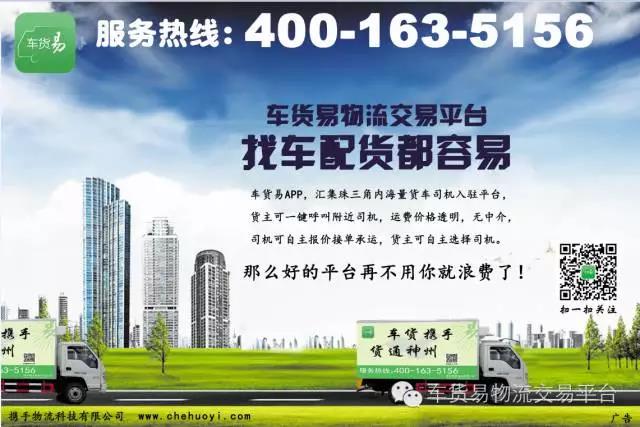 车货易
服务热线：400-163-5156
车货易物流交易平台
找车配货都容易
车货易APP，汇集珠三角内海量货车司机入驻平台，
货主可一键呼叫附近司机，运费价格透明，无中介，
司机可自主报价接单承运，货主可自主选择司机。
那么好的平台再不用你就浪费了！
扫一扫关注
货携手
神州
63-5156
车货携手
货通神州
服务热线:400-163-5156
车货易物流交易平台
携手物流科技有限公司 www.chehuoyi.com
广告